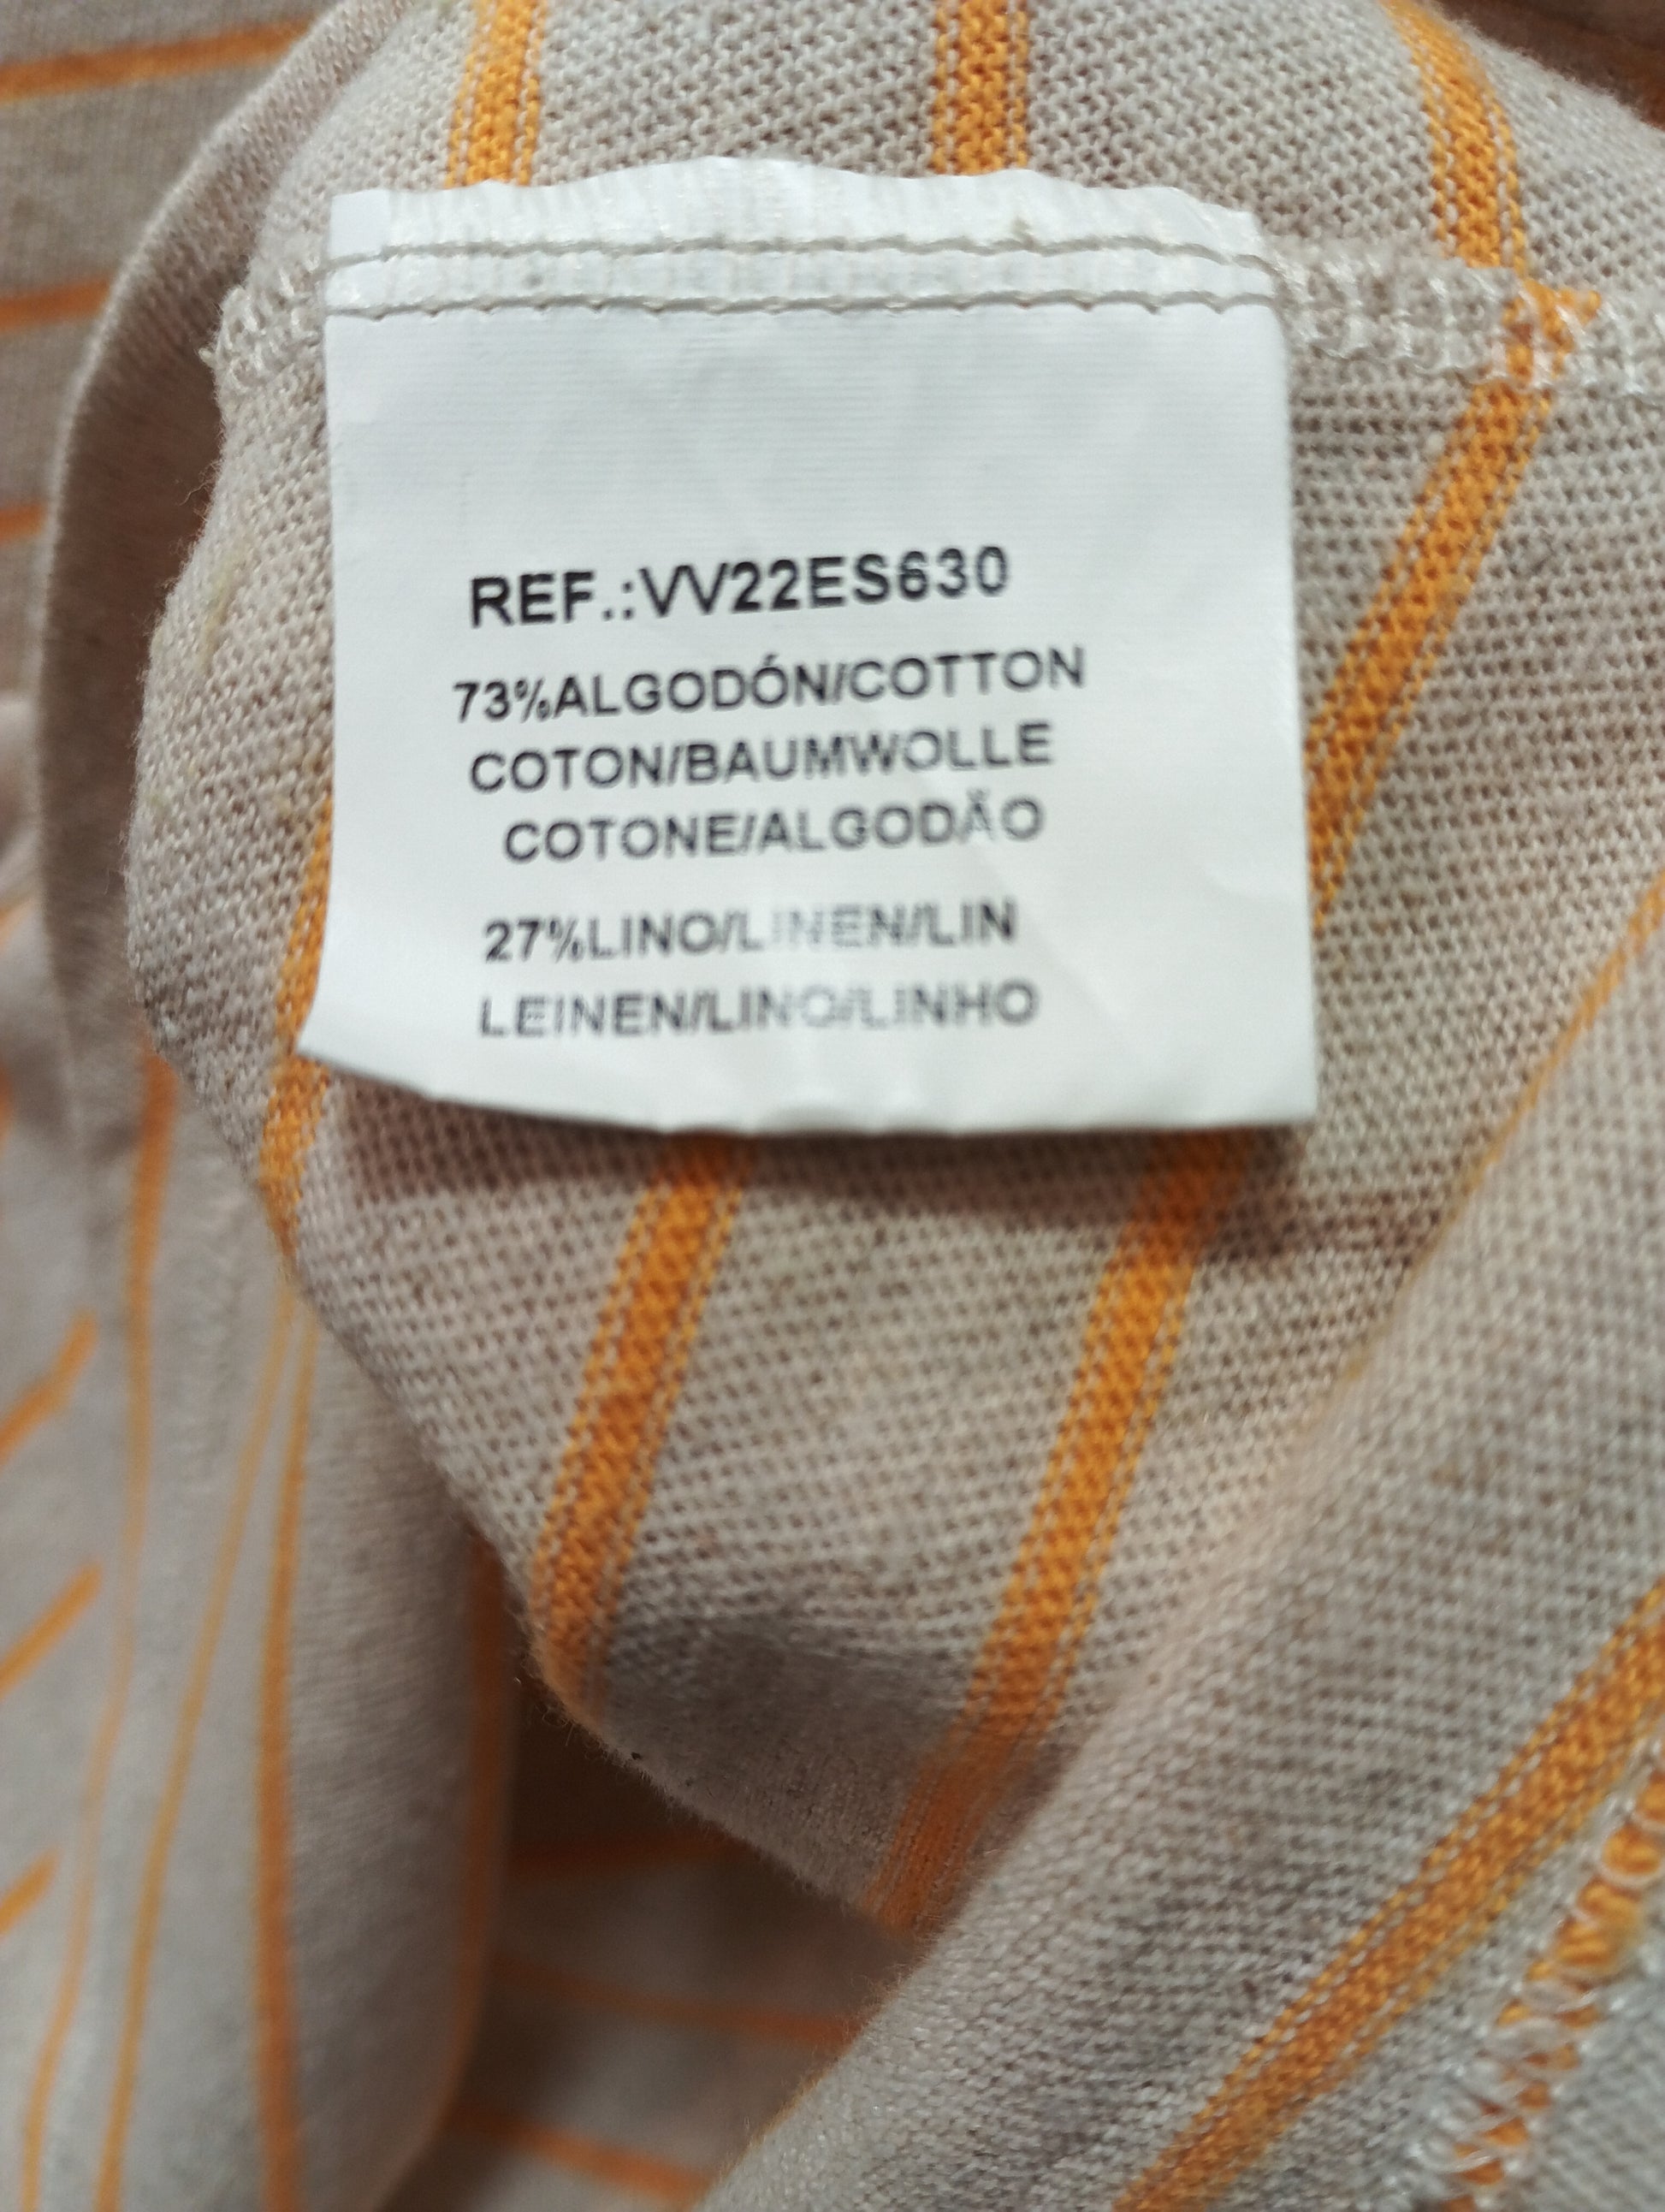 REF.:VV22ES630
73%ALGODÓN/COTTON
COTON/BAUMWOLLE
COTONE/ALGODÃO
27%LINO/LINEN/LIN
LEINEN/LINO/LINHO